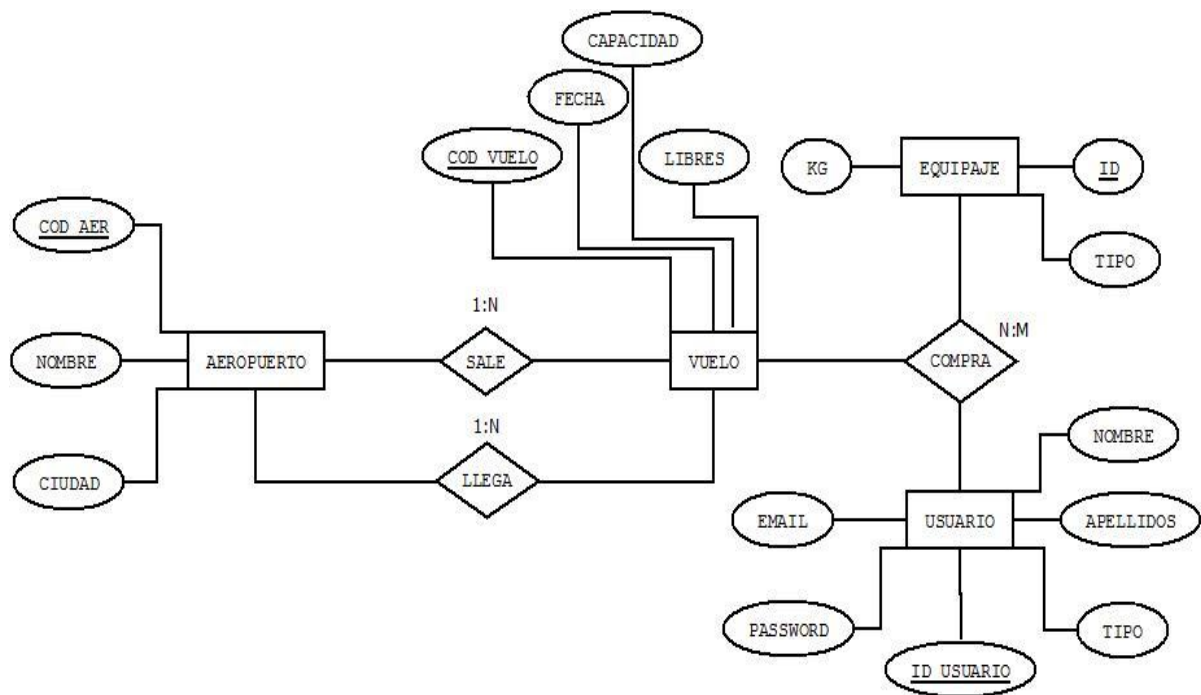 CAPACIDAD
FECHA
COD VUELO
LIBRES
KG
EQUIPAJE
ID
COD AER
TIPO
1:N
N:M
NOMBRE
AEROPUERTO
SALE
VUELO
COMPRA
1:N
NOMBRE
CIUDAD
LLEGA
EMAIL
USUARIO
APELLIDOS
PASSWORD
TIPO
ID USUARIO